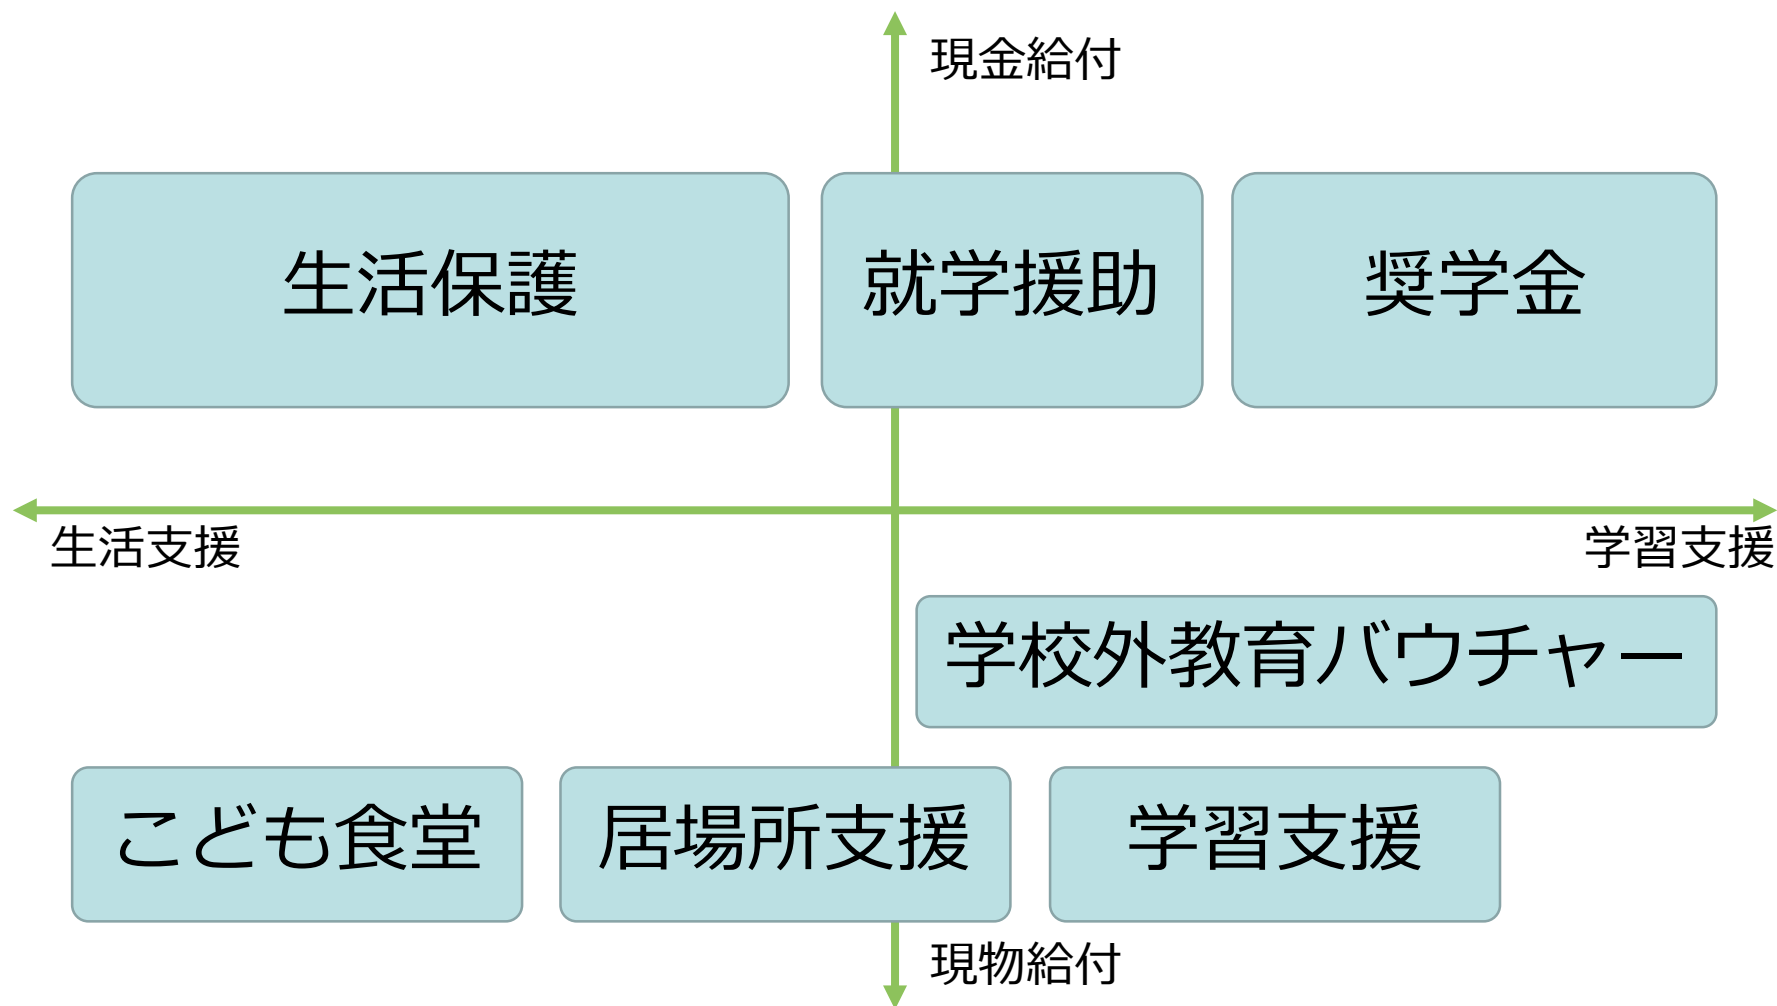 現金給付
生活保護
就学援助
奨学金
生活支援
学習支援
学校外教育バウチャー
こども食堂
居場所支援
学習支援
現物給付